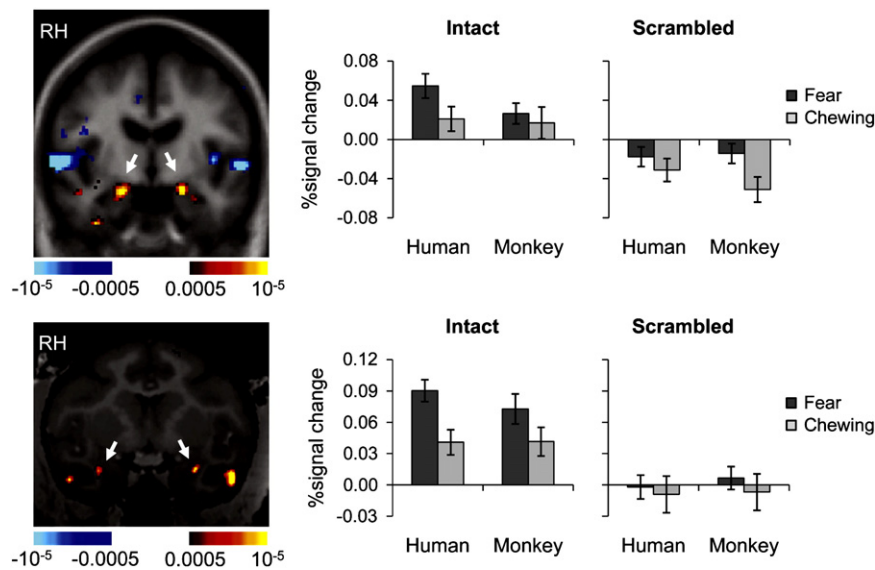 RH
Intact
Scrambled
%signal change
0.08
0.04
0.00
-0.04
-0.08
Human
Monkey
Human
Monkey
Fear
Chewing
-10-5
-0.0005
0.0005
10-5
RH
Intact
Scrambled
%signal change
0.12
0.09
0.06
0.03
0.00
-0.03
Human
Monkey
Human
Monkey
Fear
Chewing
-10-5
-0.0005
0.0005
10-5